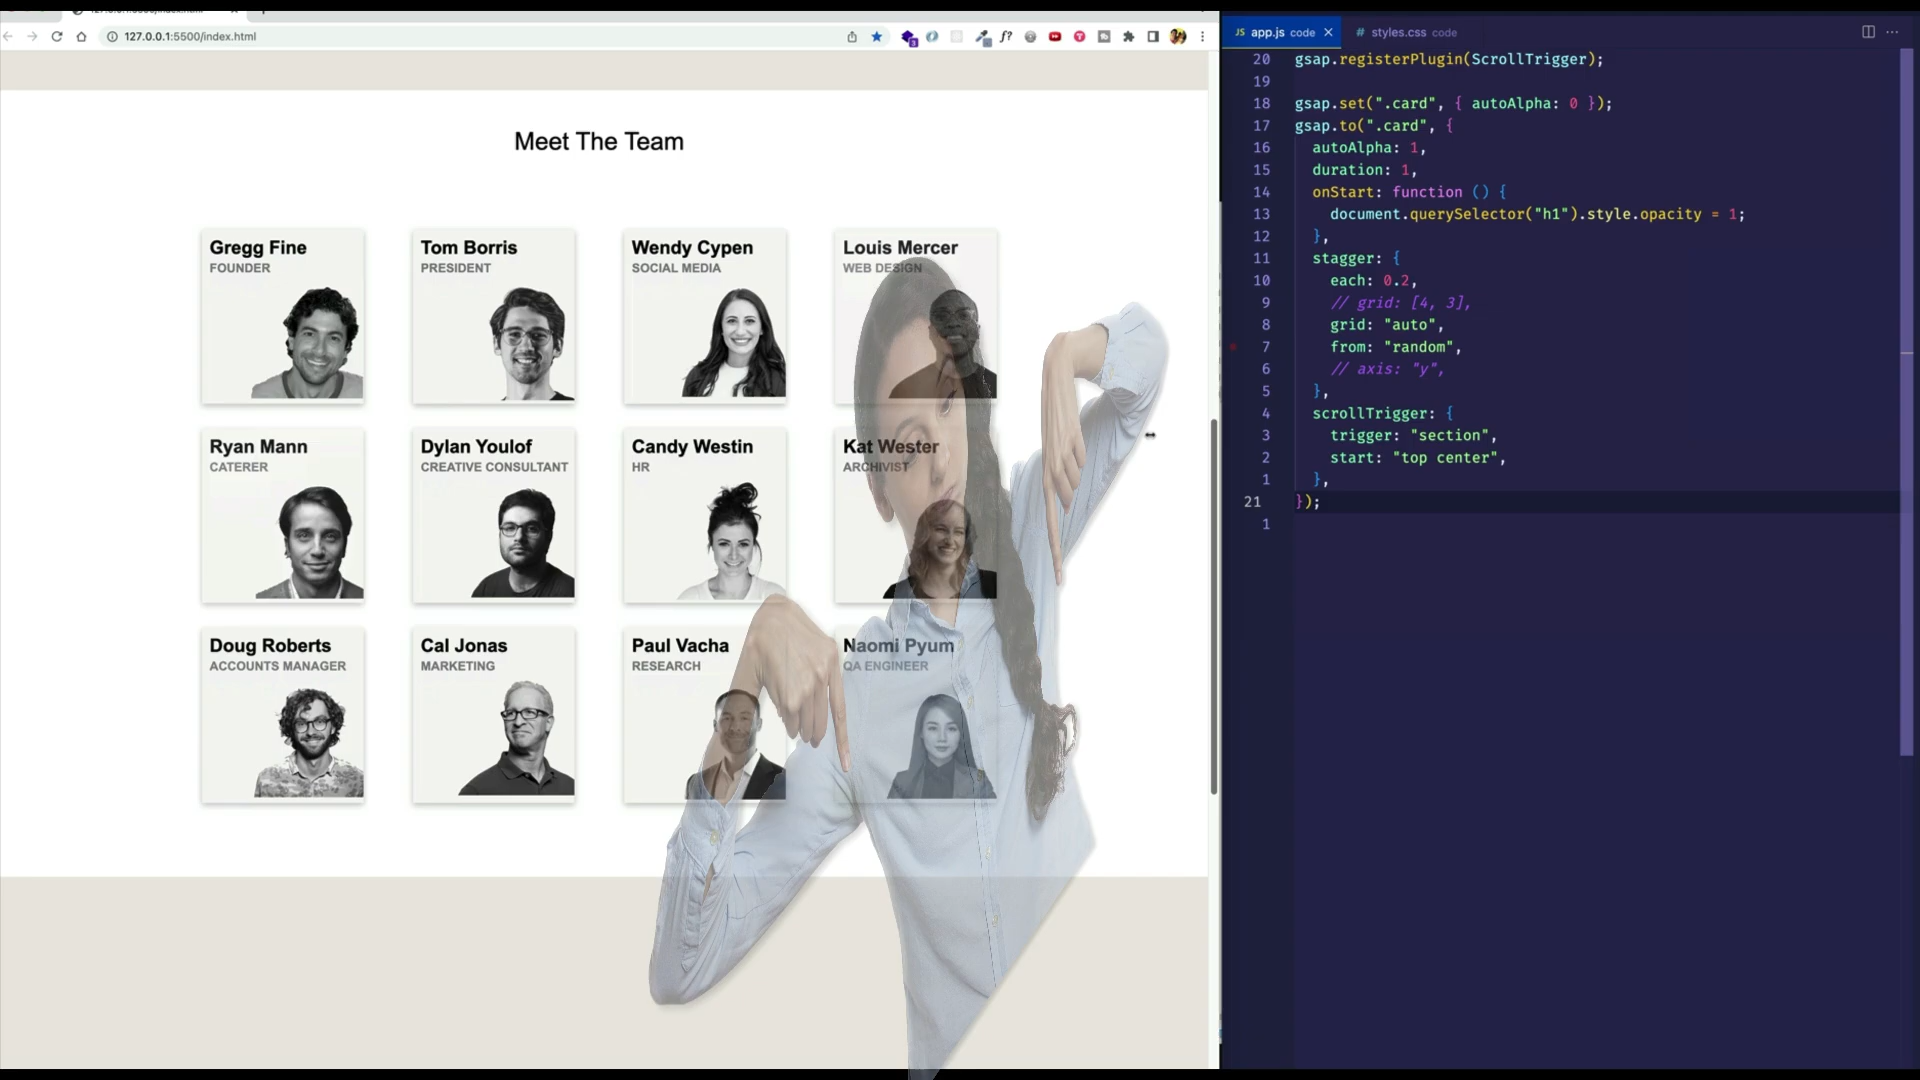 127.0.0.1:5500/index.html
Meet The Team
Gregg Fine
FOUNDER
Tom Borris
PRESIDENT
Wendy Cypen
SOCIAL MEDIA
Louis Mercer
WEB DESIGN
Ryan Mann
CATERER
Dylan Youlof
CREATIVE CONSULTANT
Candy Westin
HR
Kat Wester
ARCHIVIST
Doug Roberts
ACCOUNTS MANAGER
Cal Jonas
MARKETING
Paul Vacha
RESEARCH
Naomi Pyum
QA ENGINEER
JS app.js code
# styles.css code
20 gsap.registerPlugin(ScrollTrigger);
19
18 gsap.set(".card", { autoAlpha: 0 });
17 gsap.to(".card", {
16 autoAlpha: 1,
15 duration: 1,
14 onStart: function () {
13 document.querySelector("h1").style.opacity = 1;
12 },
11 stagger: {
10 each: 0.2,
9 // grid: [4, 3],
8 grid: "auto",
7 from: "random",
6 // axis: "y",
5 },
4 scrollTrigger: {
3 trigger: "section",
2 start: "top center",
1 },
21 });
1